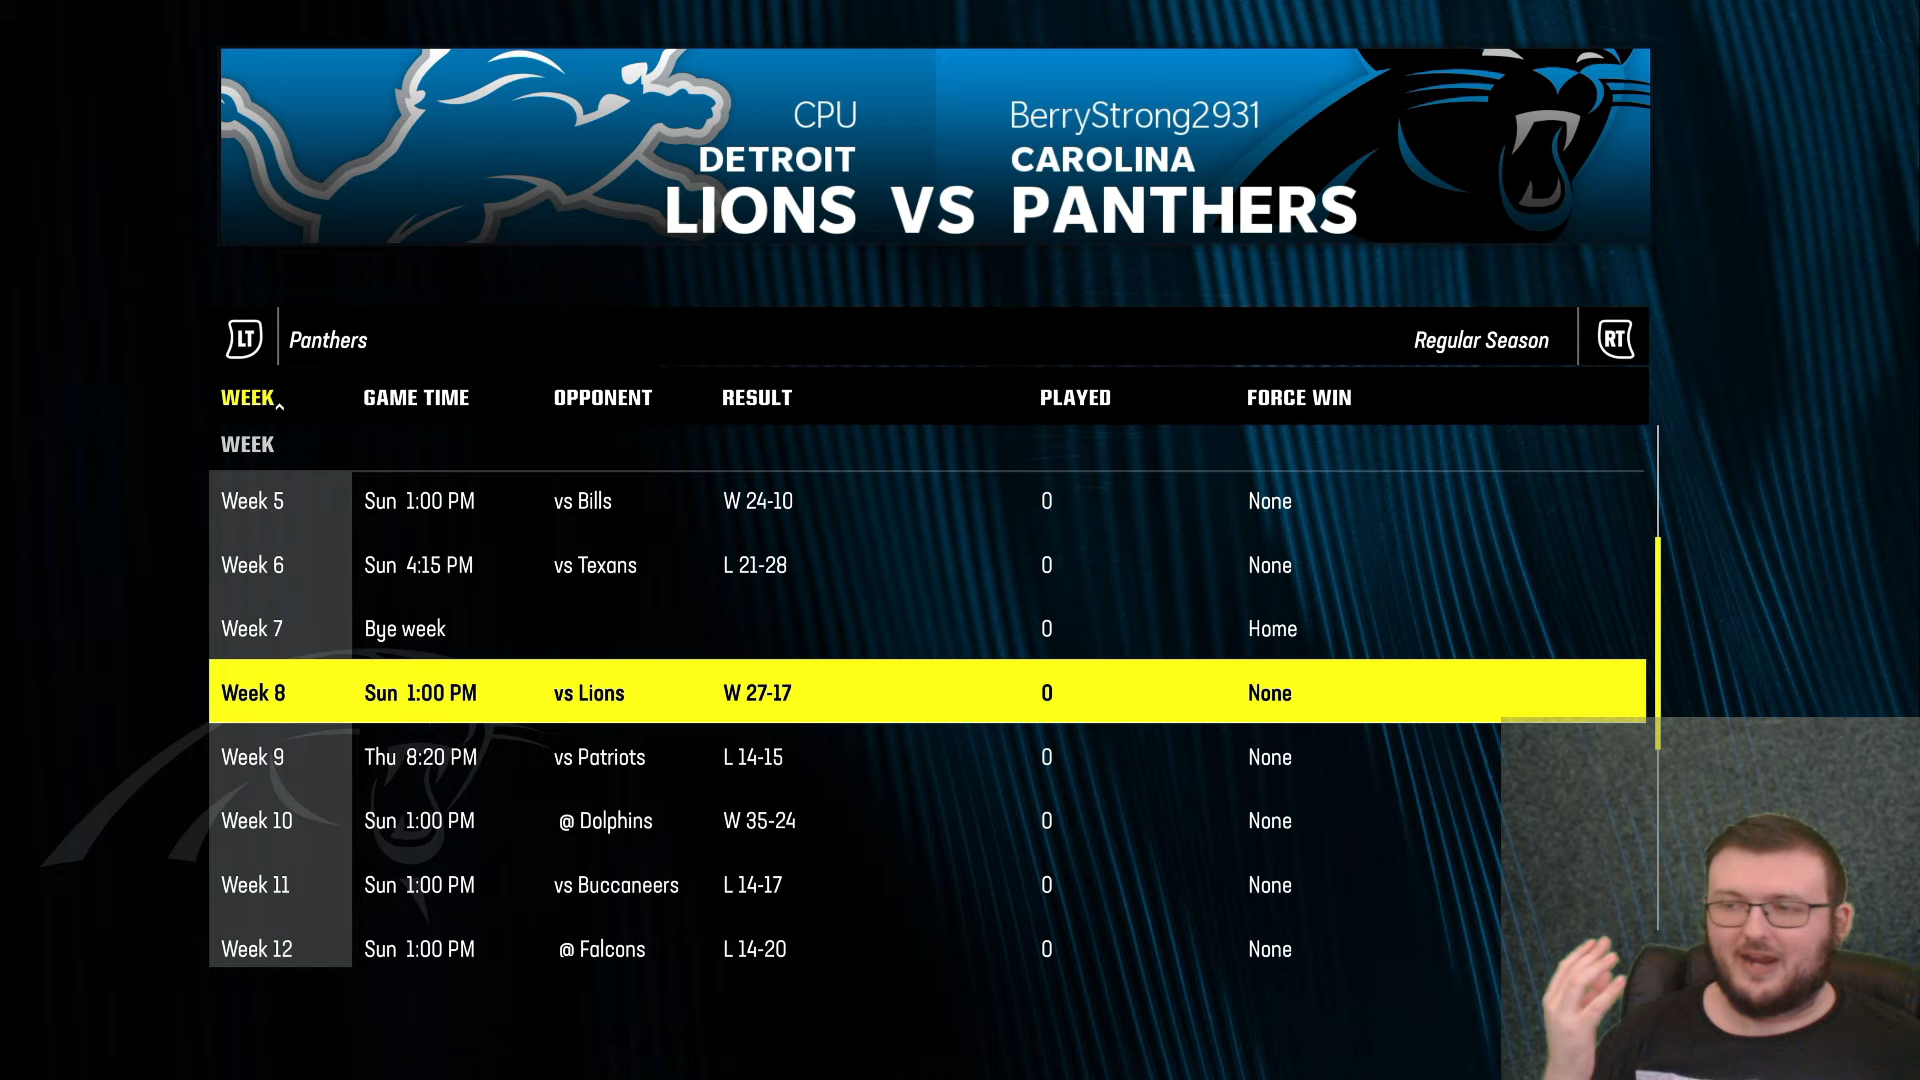 CPU
DETROIT
LIONS VS
BerryStrong2931
CAROLINA
PANTHERS
LT Panthers Regular Season RT
WEEK GAME TIME OPPONENT RESULT PLAYED FORCE WIN
WEEK
Week 5 Sun 1:00 PM vs Bills W 24-10 0 None
Week 6 Sun 4:15 PM vs Texans L 21-28 0 None
Week 7 Bye week 0 Home
Week 8 Sun 1:00 PM vs Lions W 27-17 0 None
Week 9 Thu 8:20 PM vs Patriots L 14-15 0 None
Week 10 Sun 1:00 PM @ Dolphins W 35-24 0 None
Week 11 Sun 1:00 PM vs Buccaneers L 14-17 0 None
Week 12 Sun 1:00 PM @ Falcons L 14-20 0 None